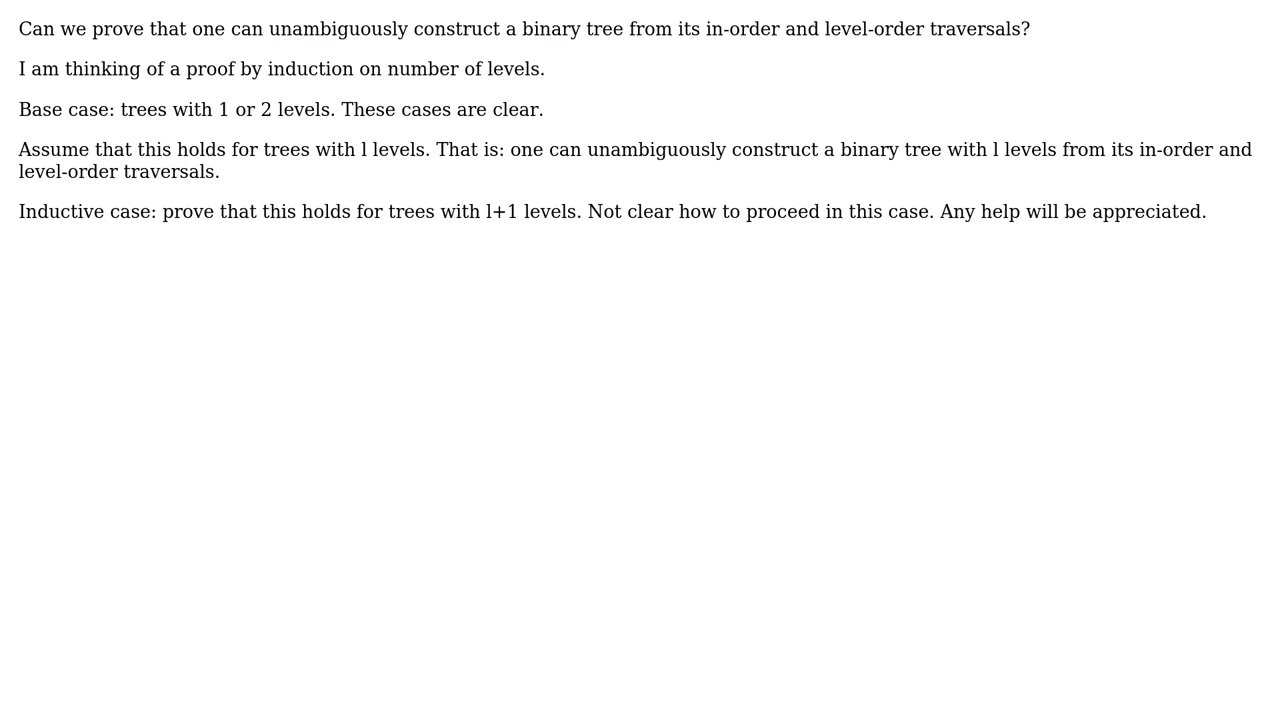 Can we prove that one can unambiguously construct a binary tree from its in-order and level-order traversals?
I am thinking of a proof by induction on number of levels.
Base case: trees with 1 or 2 levels. These cases are clear.
Assume that this holds for trees with l levels. That is: one can unambiguously construct a binary tree with l levels from its in-order and
level-order traversals.
Inductive case: prove that this holds for trees with l+1 levels. Not clear how to proceed in this case. Any help will be appreciated.